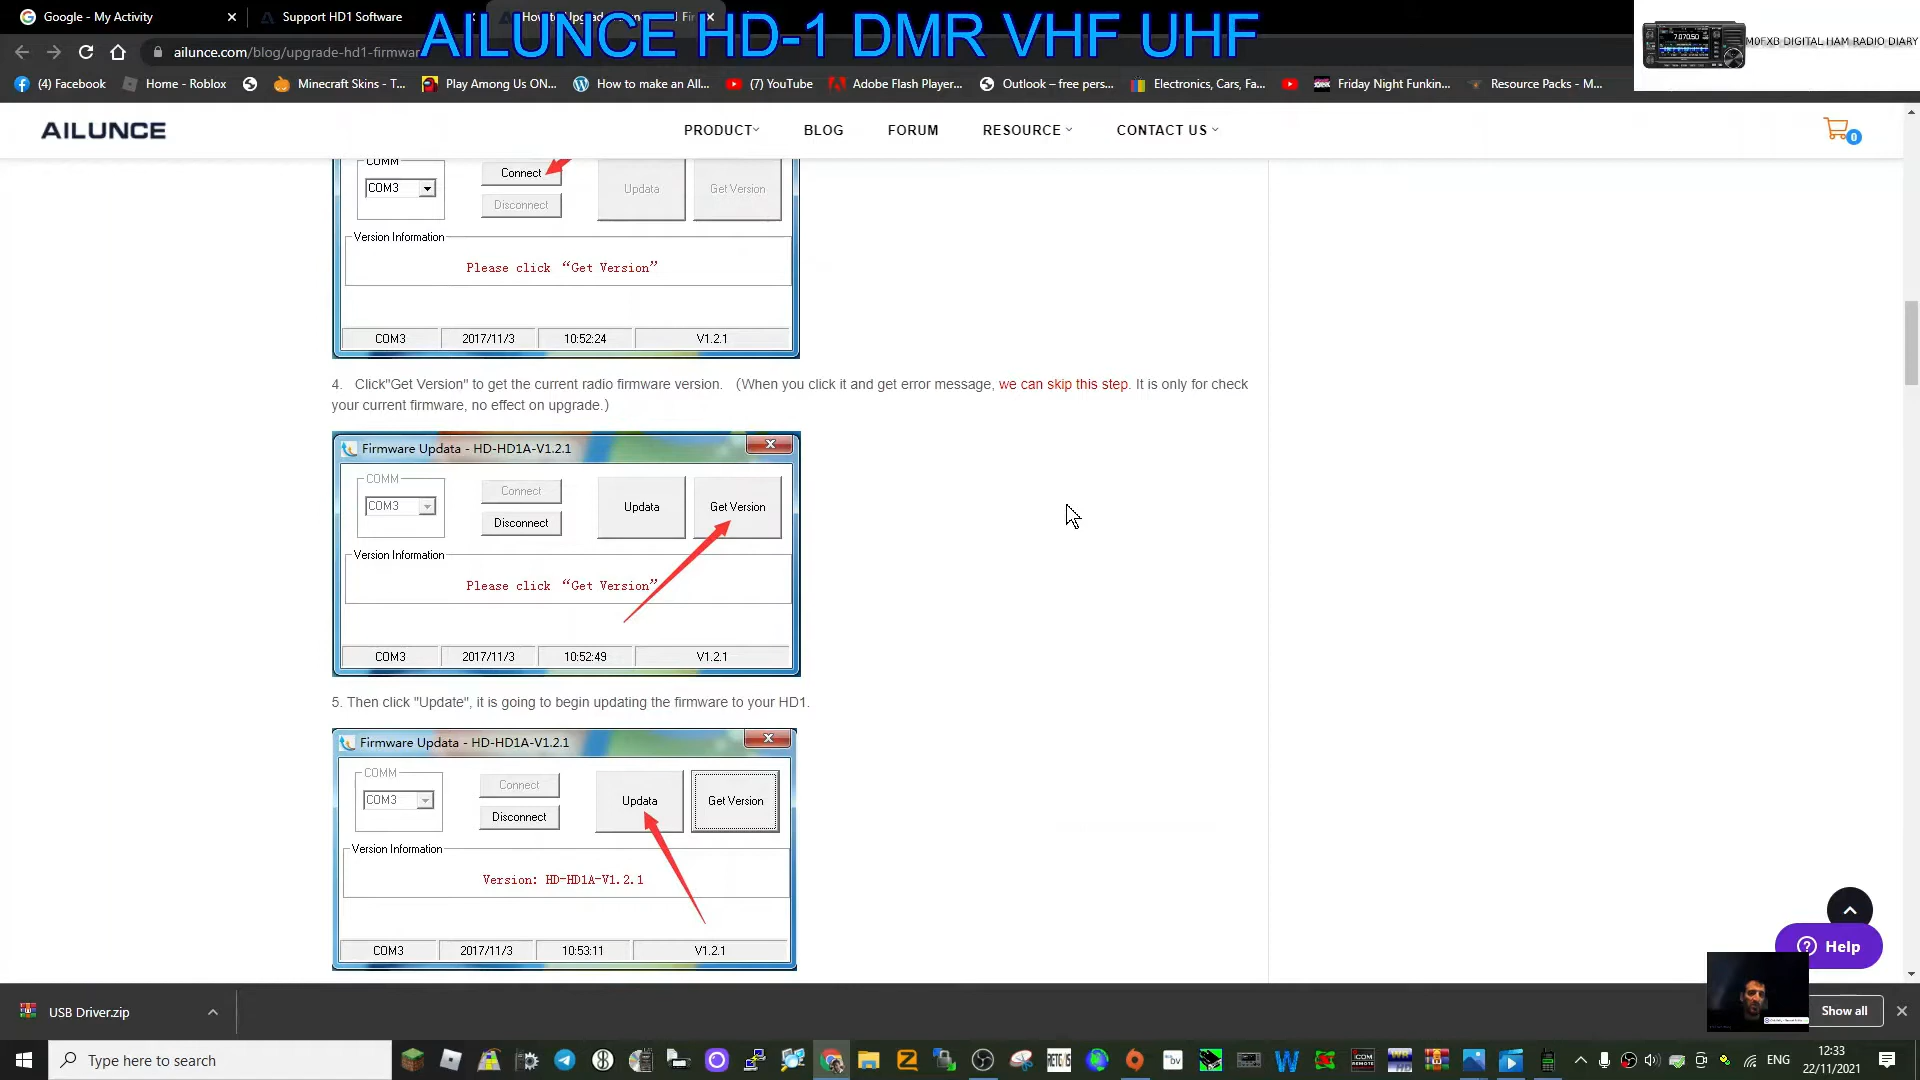 Google - My Activity
Support HD1 Software
AILUNCE HD-1 DMR VHF UHF
M0FXB DIGITAL HAM RADIO DIARY
ailunce.com/blog/upgrade-hd1-firmwar
(4) Facebook
Home - Roblox
Minecraft Skins - T...
Play Among Us ON...
How to make an All...
(7) YouTube
Adobe Flash Player...
Outlook – free pers...
Electronics, Cars, Fa...
Friday Night Funkin...
Resource Packs - M...
AILUNCE
PRODUCT
BLOG
FORUM
RESOURCE
CONTACT US
0
COMM
COM3
Connect
Disconnect
Updata
Get Version
Version Information
Please click “Get Version”
COM3
2017/11/3
10:52:24
V1.2.1
4. Click"Get Version" to get the current radio firmware version. （When you click it and get error message, we can skip this step. It is only for check
your current firmware, no effect on upgrade.）
Firmware Updata - HD-HD1A-V1.2.1
COMM
COM3
Connect
Disconnect
Updata
Get Version
Version Information
Please click “Get Version”
COM3
2017/11/3
10:52:49
V1.2.1
5. Then click "Update", it is going to begin updating the firmware to your HD1.
Firmware Updata - HD-HD1A-V1.2.1
COMM
COM3
Connect
Disconnect
Updata
Get Version
Version Information
Version: HD-HD1A-V1.2.1
COM3
2017/11/3
10:53:11
V1.2.1
Help
USB Driver.zip
Show all
Type here to search
ENG
12:33
22/11/2021